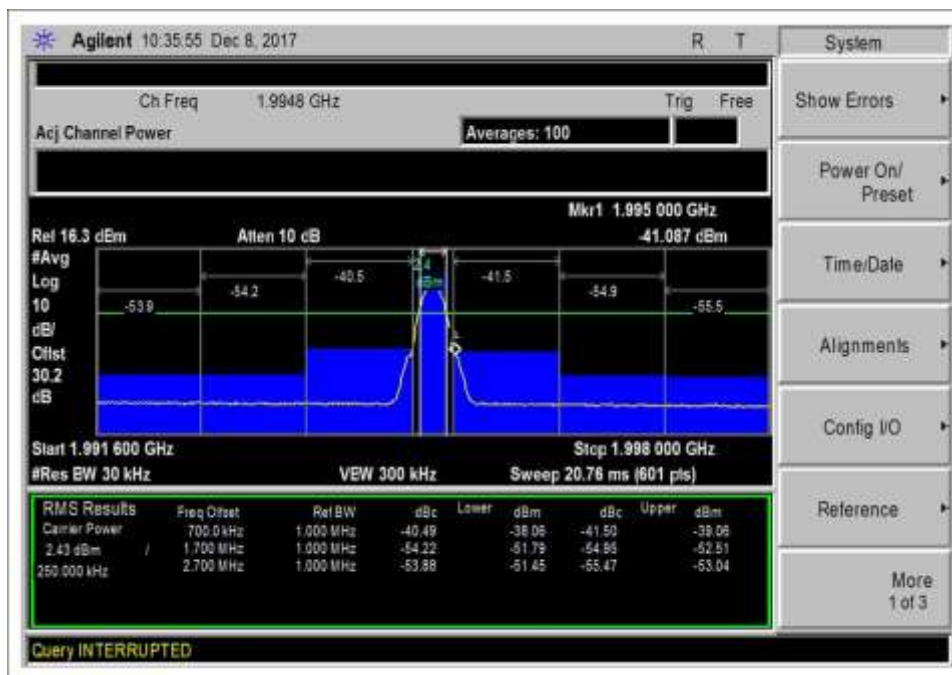 Agilent 10:35:55 Dec 8, 2017 R T
System
Ch Freq 1.9948 GHz Trig Free
Acj Channel Power Averages: 100
Show Errors
Power On/
Preset
Time/Date
Alignments
Config I/O
Reference
More
1 of 3
Mkr1 1.995 000 GHz
Rel 16.3 dBm Atten 10 dB -41.087 dBm
#Avg
Log
10
dB/
Offst
30.2
dB
-53.9 -54.2 -40.5 2.4 dBm -41.5 -54.9 -55.5
1
Start 1.991 600 GHz Stop 1.998 000 GHz
#Res BW 30 kHz VBW 300 kHz Sweep 20.76 ms (601 pts)
RMS Results Freq Offset Ref BW dBc Lower dBm dBc Upper dBm
Carrier Power 700.0 kHz 1.000 MHz -40.49 -38.06 -41.50 -39.06
2.43 dBm / 1.700 MHz 1.000 MHz -54.22 -51.79 -54.95 -52.51
250.000 kHz 2.700 MHz 1.000 MHz -53.88 -51.45 -55.47 -53.04
Query INTERRUPTED